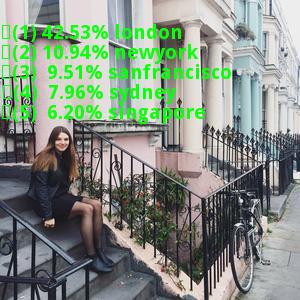 (1) 42.53% london
(2) 10.94% newyork
(3) 9.51% sanfrancisco
(4) 7.96% sydney
(5) 6.20% singapore